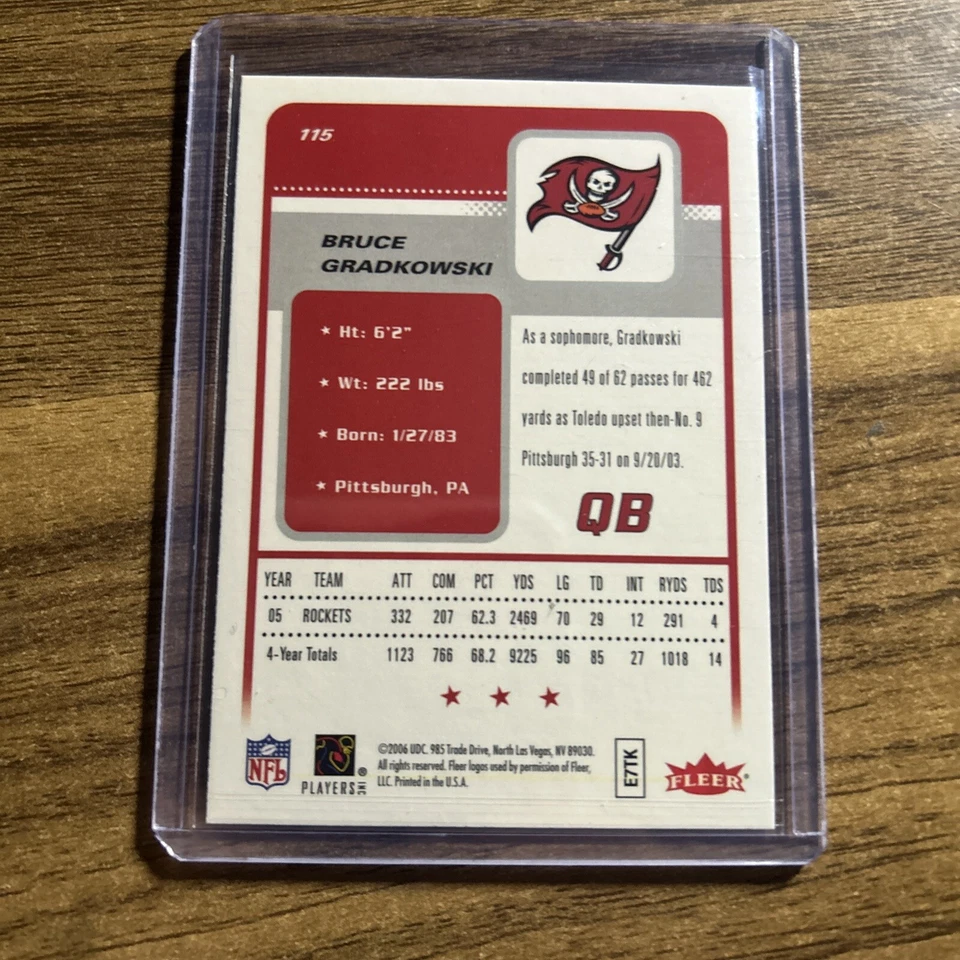 115
BRUCE
GRADKOWSKI
★ Ht: 6'2"
★ Wt: 222 lbs
★ Born: 1/27/83
★ Pittsburgh, PA
As a sophomore, Gradkowski
completed 49 of 62 passes for 462
yards as Toledo upset then-No. 9
Pittsburgh 35-31 on 9/20/03.
QB
YEAR TEAM ATT COM PCT YDS LG TD INT RYDS TDS
05 ROCKETS 332 207 62.3 2469 70 29 12 291 4
4-Year Totals 1123 766 68.2 9225 96 85 27 1018 14
NFL
PLAYERS INC ®
©2006 UDC. 985 Trade Drive, North Las Vegas, NV 89030.
All rights reserved. Fleer logos used by permission of Fleer,
LLC. Printed in the U.S.A.
E7TK
FLEER®